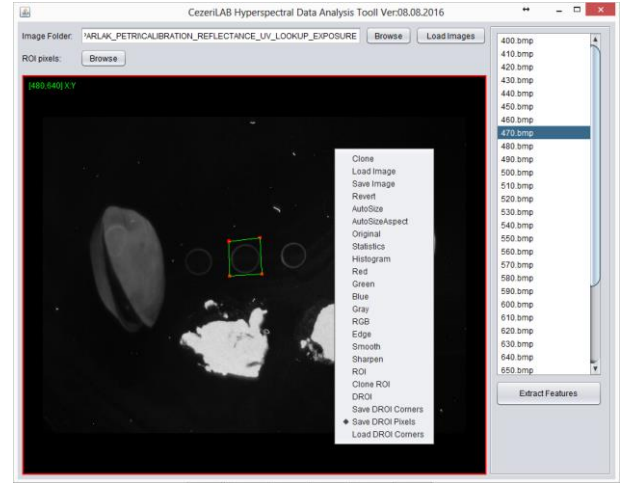 CezeriLAB Hyperspectral Data Analysis Tooll Ver:08.08.2016
Image Folder: ARLAK_PETRI\CALIBRATION_REFLECTANCE_UV_LOOKUP_EXPOSURE Browse Load Images
ROI pixels: Browse
[480,640] X:Y
400.bmp
410.bmp
420.bmp
430.bmp
440.bmp
450.bmp
460.bmp
470.bmp
480.bmp
490.bmp
500.bmp
510.bmp
520.bmp
530.bmp
540.bmp
550.bmp
560.bmp
570.bmp
580.bmp
590.bmp
600.bmp
610.bmp
620.bmp
630.bmp
640.bmp
650.bmp
Extract Features
Clone
Load Image
Save Image
Revert
AutoSize
AutoSizeAspect
Original
Statistics
Histogram
Red
Green
Blue
Gray
RGB
Edge
Smooth
Sharpen
ROI
Clone ROI
DROI
Save DROI Corners
Save DROI Pixels
Load DROI Corners